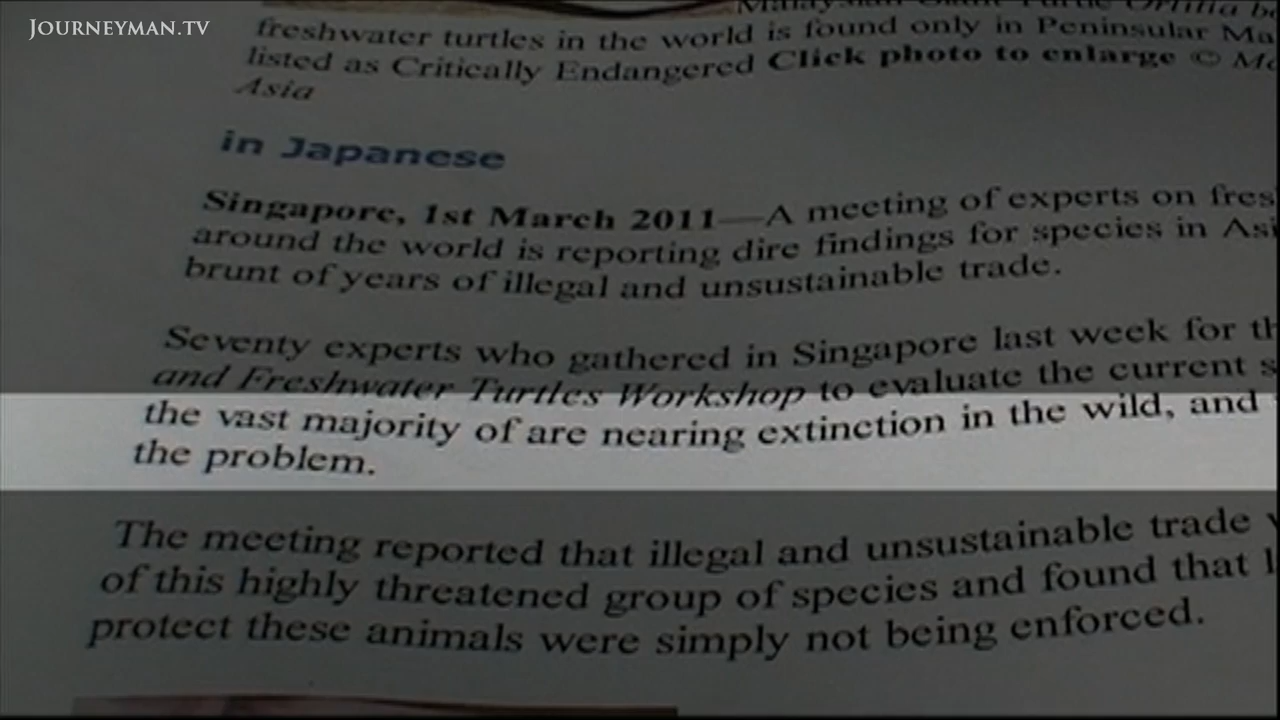 JOURNEYMAN.TV
freshwater turtles in the world is found only in Peninsular
listed as Critically Endangered Click photo to enlarge ©
Asia
in Japanese
Singapore, 1st March 2011—A meeting of experts on
around the world is reporting dire findings for species in
brunt of years of illegal and unsustainable trade.
Seventy experts who gathered in Singapore last week for
and Freshwater Turtles Workshop to evaluate the current
the vast majority of are nearing extinction in the wild, and
the problem.
The meeting reported that illegal and unsustainable trade
of this highly threatened group of species and found that
protect these animals were simply not being enforced.